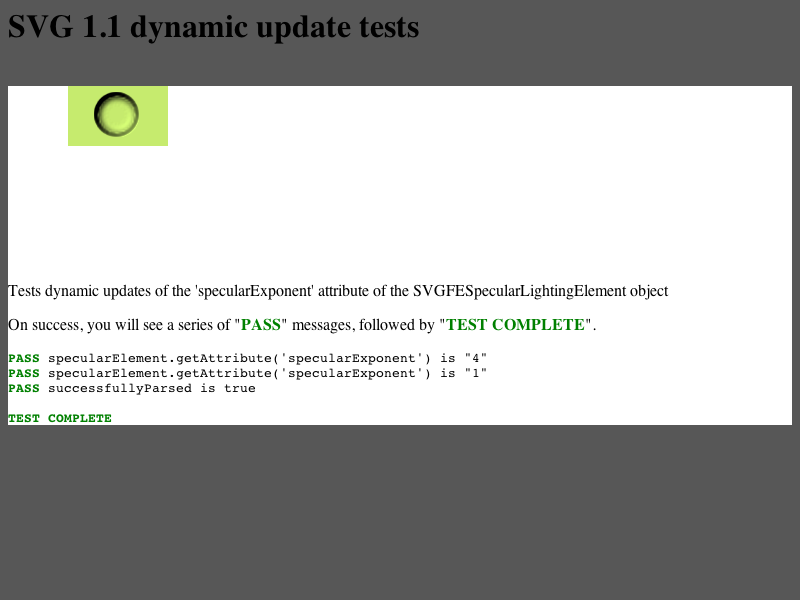 SVG 1.1 dynamic update tests
Tests dynamic updates of the 'specularExponent' attribute of the SVGFESpecularLightingElement object
On success, you will see a series of "PASS" messages, followed by "TEST COMPLETE".
PASS specularElement.getAttribute('specularExponent') is "4"
PASS specularElement.getAttribute('specularExponent') is "1"
PASS successfullyParsed is true
TEST COMPLETE